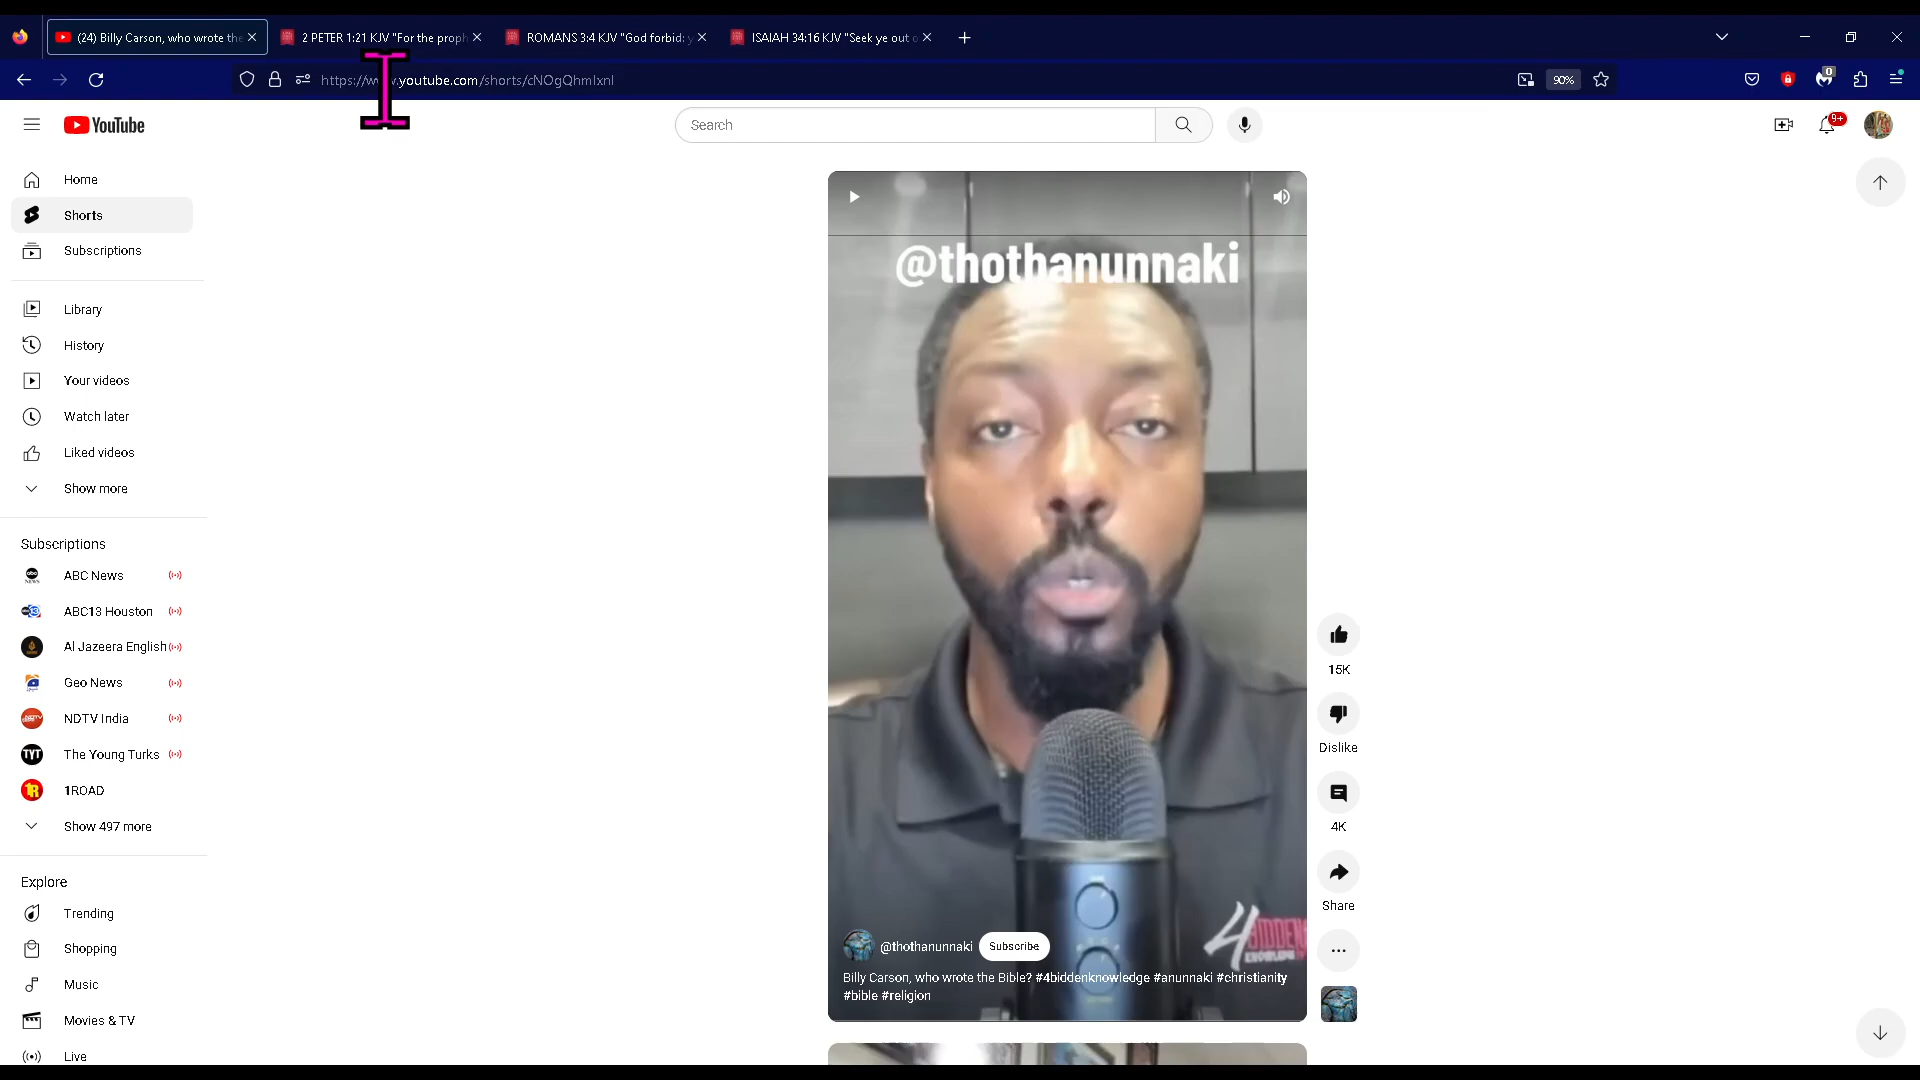 (24) Billy Carson, who wrote the
2 PETER 1:21 KJV "For the proph
ROMANS 3:4 KJV "God forbid: y
ISAIAH 34:16 KJV "Seek ye out o
youtube.com/shorts/cNOgQhmIxnI
90%
0
YouTube
Search
9+
Home
Shorts
Subscriptions
Library
History
Your videos
Watch later
Liked videos
Show more
Subscriptions
ABC News
ABC13 Houston
Al Jazeera English
Geo News
NDTV India
The Young Turks
1ROAD
Show 497 more
Explore
Trending
Shopping
Music
Movies & TV
Live
@thothanunnaki
15K
Dislike
4K
Share
4BIDDEN
@thothanunnaki
Subscribe
Billy Carson, who wrote the Bible? #4biddenknowledge #anunnaki #christianity
#bible #religion